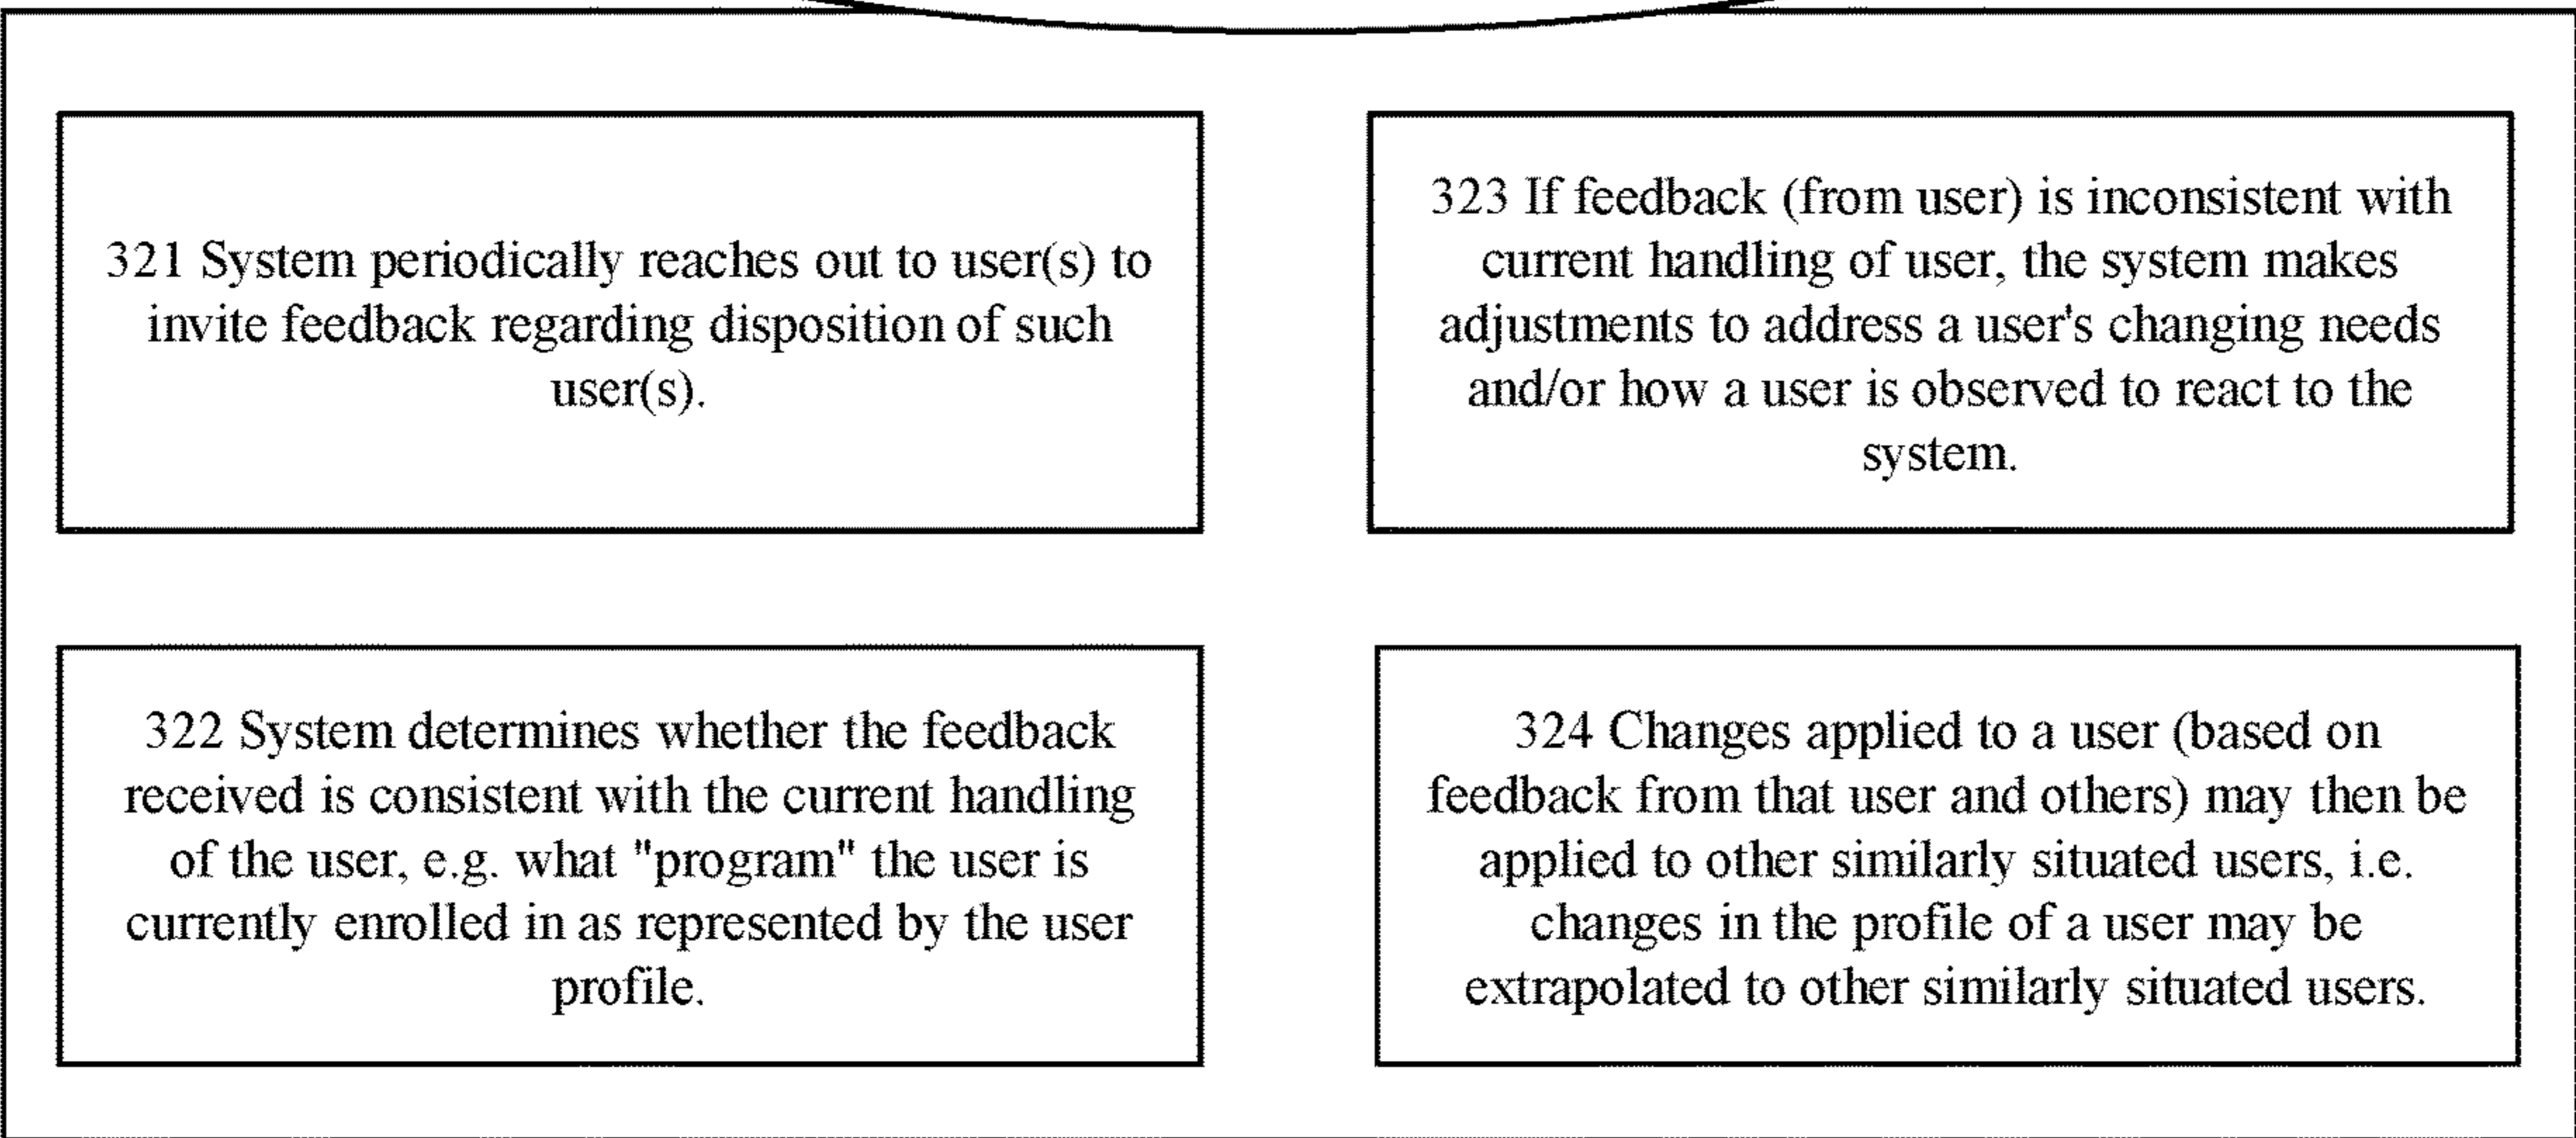 321 System periodically reaches out to user(s) to
invite feedback regarding disposition of such
user(s).
322 System determines whether the feedback
received is consistent with the current handling
of the user, e.g. what "program" the user is
currently enrolled in as represented by the user
profile.
323 If feedback (from user) is inconsistent with
current handling of user, the system makes
adjustments to address a user's changing needs
and/or how a user is observed to react to the
system.
324 Changes applied to a user (based on
feedback from that user and others) may then be
applied to other similarly situated users, i.e.
changes in the profile of a user may be
extrapolated to other similarly situated users.